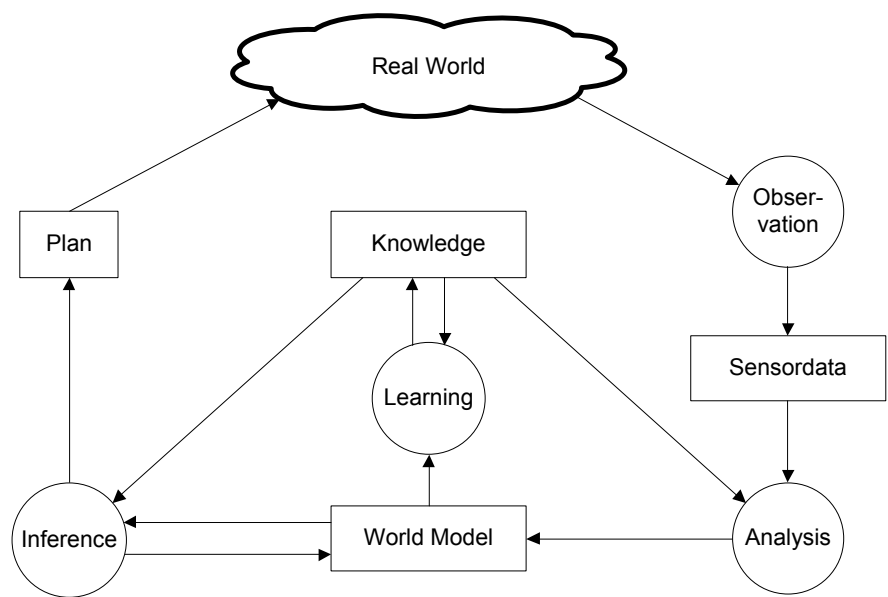 Real World
Obser-
vation
Plan
Knowledge
Sensordata
Learning
Inference
World Model
Analysis